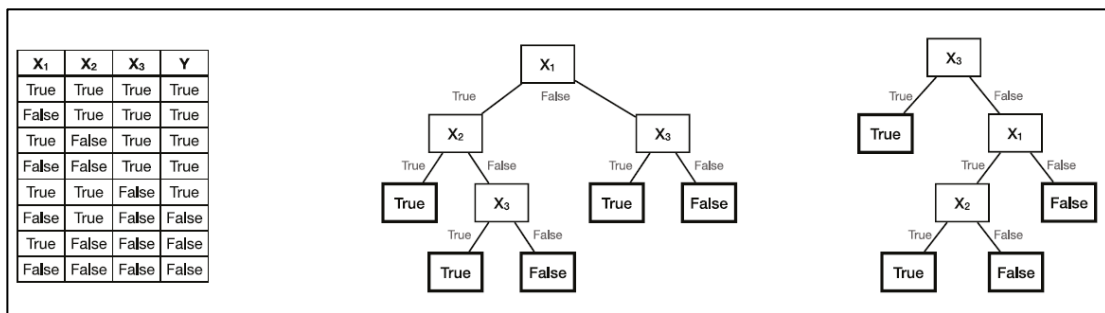 X₁ X₂ X₃ Y
True True True True
False True True True
True False True True
False False True True
True True False True
False True False False
True False False False
False False False False
X₁
True False
X₂ X₃
True False True False
True X₃ True False
True False
True False
X₃
True False
True X₁
True False
X₂ False
True False
True False